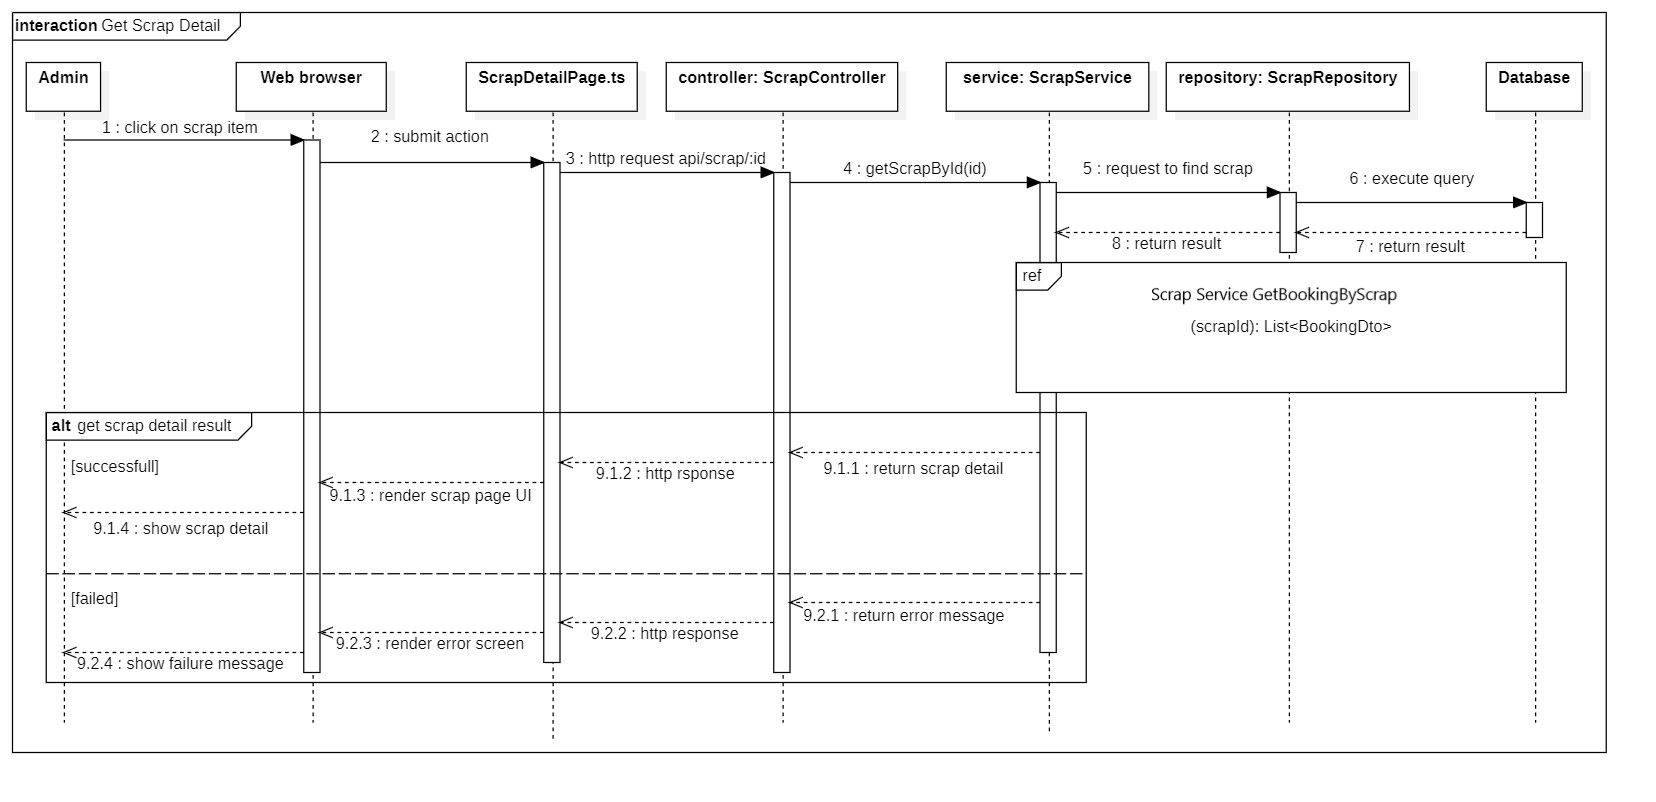 interaction Get Scrap Detail
Admin
Web browser
ScrapDetailPage.ts
controller: ScrapController
service: ScrapService
repository: ScrapRepository
Database
1 : click on scrap item
2 : submit action
3 : http request api/scrap/:id
4 : getScrapById(id)
5 : request to find scrap
6 : execute query
8 : return result
7 : return result
ref
Scrap Service GetBookingByScrap
(scrapId): List<BookingDto>
alt get scrap detail result
[successfull]
9.1.1 : return scrap detail
9.1.2 : http rsponse
9.1.3 : render scrap page UI
9.1.4 : show scrap detail
[failed]
9.2.1 : return error message
9.2.2 : http response
9.2.3 : render error screen
9.2.4 : show failure message